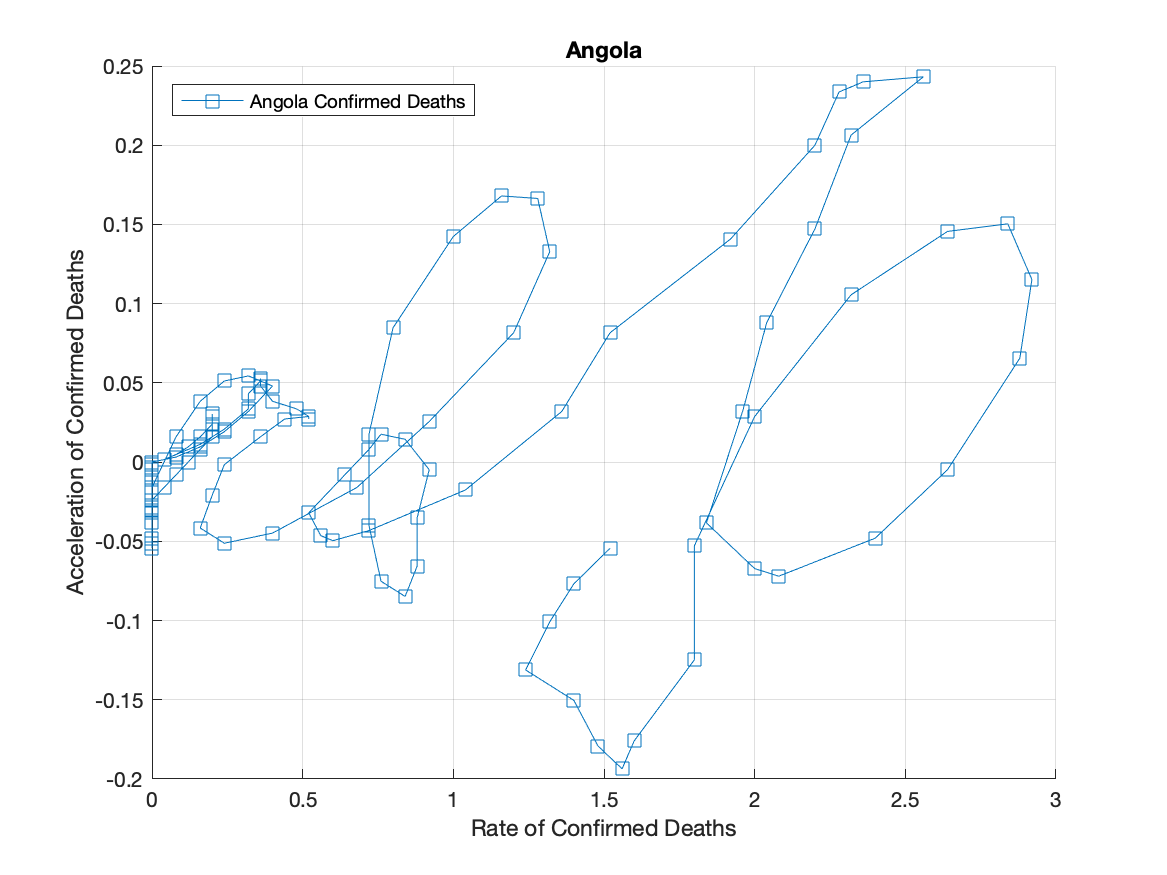 Angola
0.25
Angola Confirmed Deaths
0.2
0.15
0.1
0.05
0
-0.05
-0.1
-0.15
-0.2
Acceleration of Confirmed Deaths
0 0.5 1 1.5 2 2.5 3
Rate of Confirmed Deaths